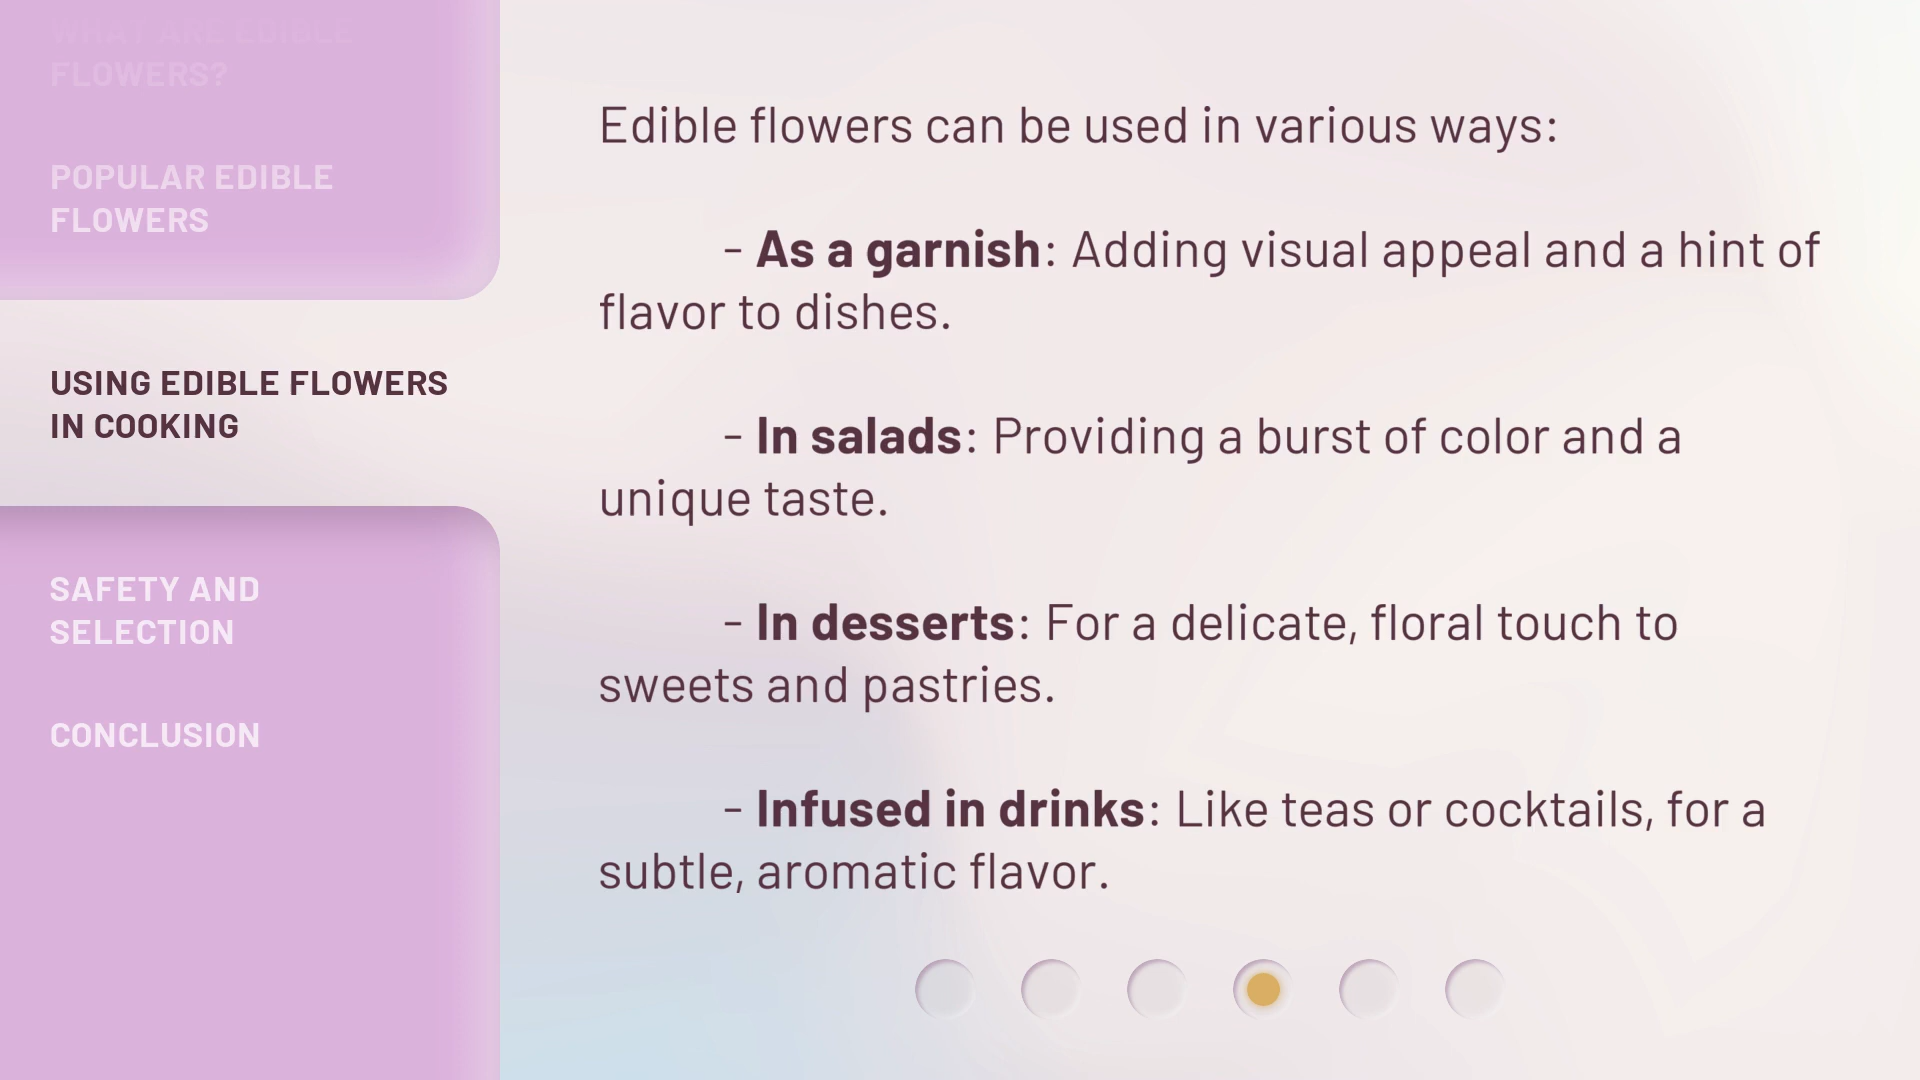 WHAT ARE EDIBLE
FLOWERS?
POPULAR EDIBLE
FLOWERS
USING EDIBLE FLOWERS
IN COOKING
SAFETY AND
SELECTION
CONCLUSION
Edible flowers can be used in various ways:
- As a garnish: Adding visual appeal and a hint of
flavor to dishes.
- In salads: Providing a burst of color and a
unique taste.
- In desserts: For a delicate, floral touch to
sweets and pastries.
- Infused in drinks: Like teas or cocktails, for a
subtle, aromatic flavor.